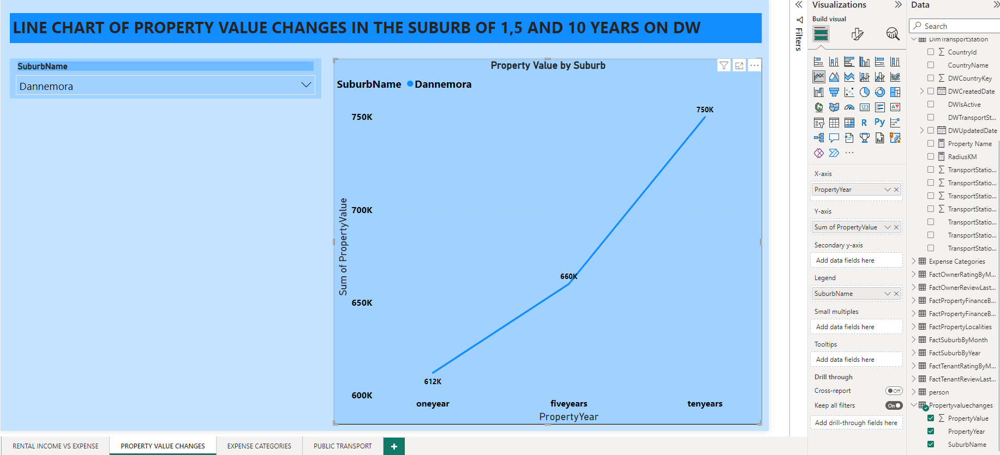 LINE CHART OF PROPERTY VALUE CHANGES IN THE SUBURB OF 1,5 AND 10 YEARS ON DW
SuburbName
Dannemora
Property Value by Suburb
SuburbName Dannemora
750K
700K
650K
600K
Sum of PropertyValue
612K
660K
750K
oneyear fiveyears tenyears
PropertyYear
RENTAL INCOME VS EXPENSE
PROPERTY VALUE CHANGES
EXPENSE CATEGORIES
PUBLIC TRANSPORT
+
Filters
Visualizations
Build visual
123
R
Py
...
X-axis
PropertyYear
Y-axis
Sum of PropertyValue
Secondary y-axis
Add data fields here
Legend
SuburbName
Small multiples
Add data fields here
Tooltips
Add data fields here
Drill through
Cross-report Off
Keep all filters On
Add drill-through fields here
Data
Search
DimTransportStation
CountryId
CountryName
DWCountryKey
DWCreatedDate
DWIsActive
DWTransportSt...
DWUpdatedDate
Property Name
RadiusKM
TransportStatio...
TransportStatio...
TransportStatio...
TransportStatio...
TransportStatio...
TransportStatio...
TransportStatio...
Expense Categories
FactOwnerRatingByM...
FactOwnerReviewLast...
FactPropertyFinanceB...
FactPropertyFinanceB...
FactPropertyLocalities
FactSuburbByMonth
FactSuburbByYear
FactTenantRatingByM...
FactTenantReviewLast...
person
Propertyvaluechanges
PropertyValue
PropertyYear
SuburbName